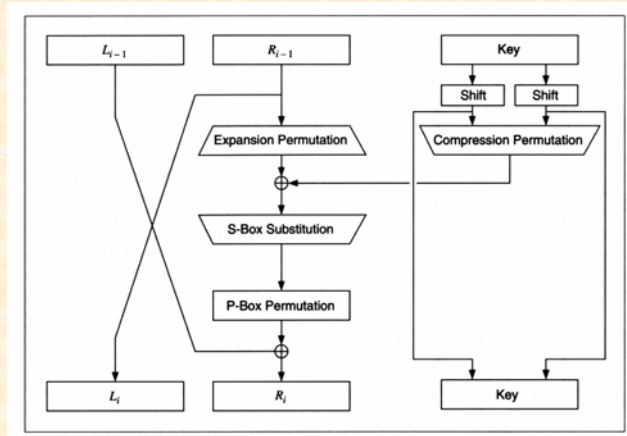 L_{i-1} R_{i-1} Key
Shift Shift
Expansion Permutation Compression Permutation
S-Box Substitution
P-Box Permutation
L_i R_i Key